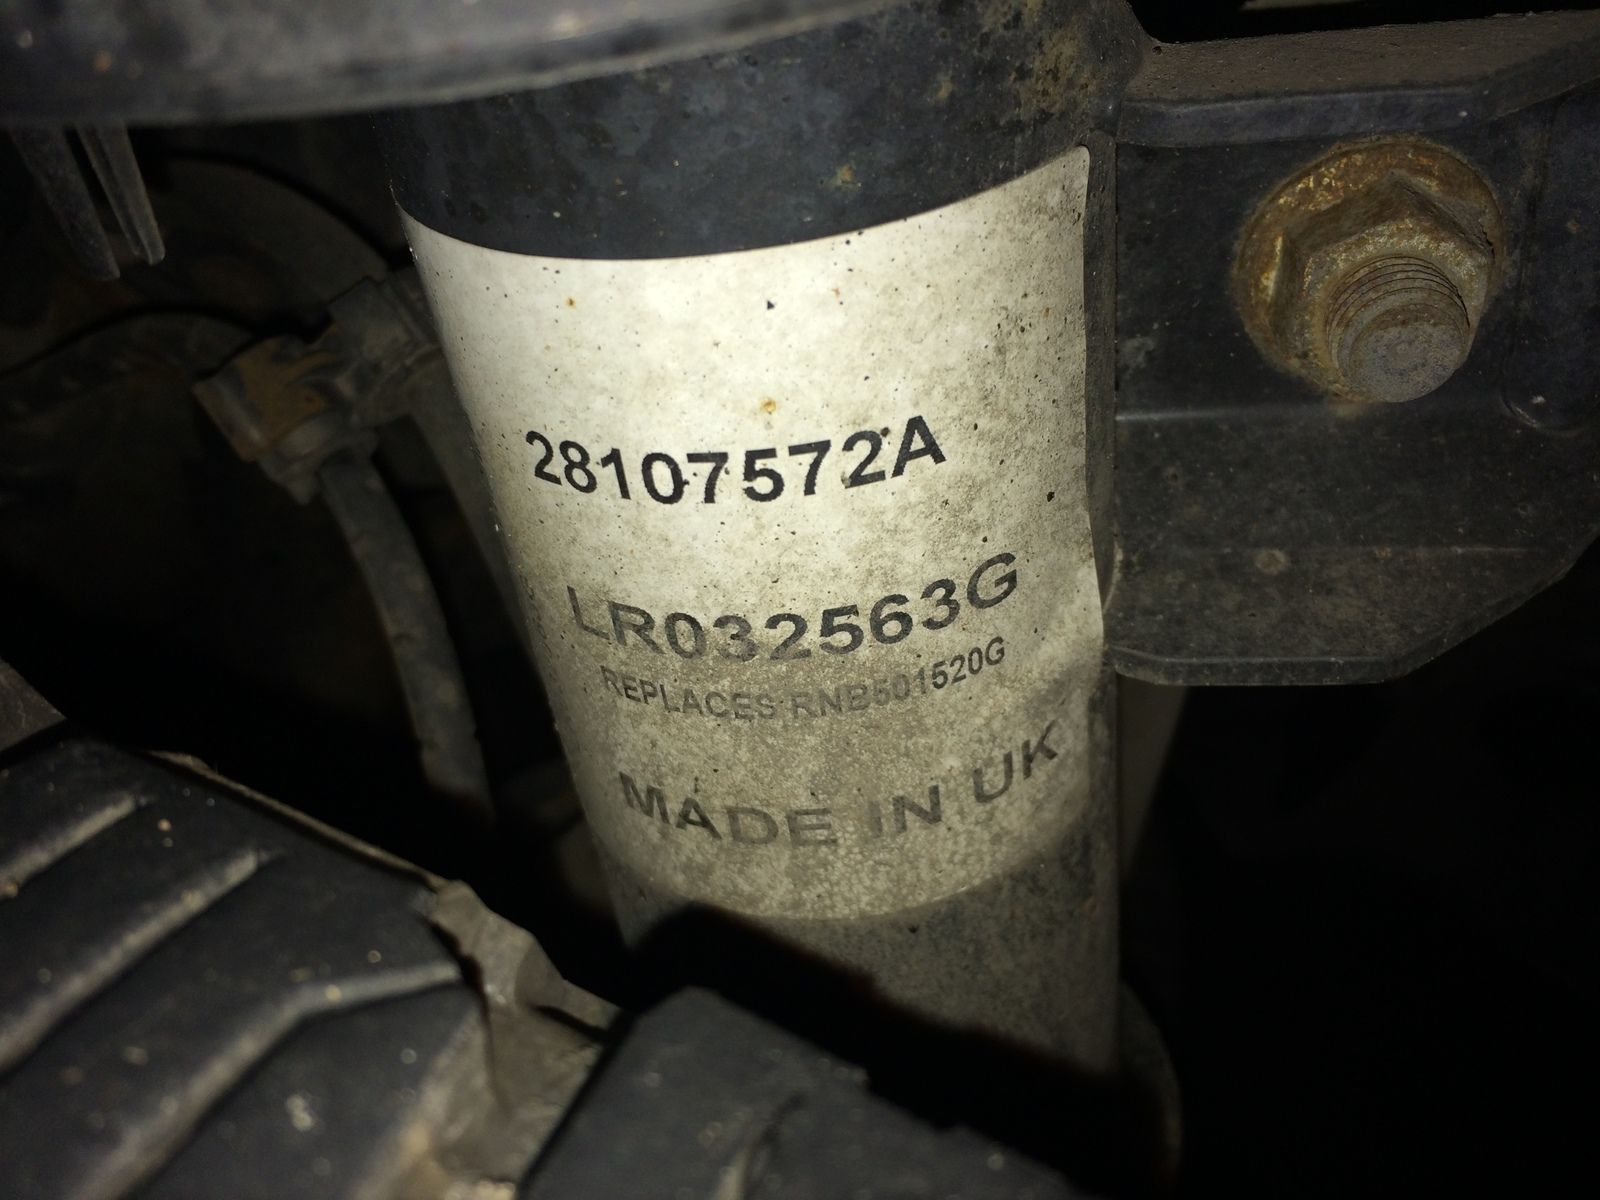 28107572A
LR032563G
REPLACES RNB501520G
MADE IN UK